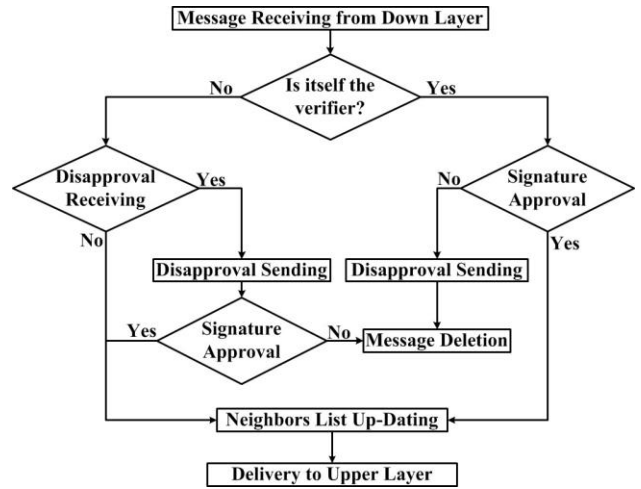 Message Receiving from Down Layer
Is itself the
verifier?
No
Yes
Disapproval
Receiving
Yes
No
No
Signature
Approval
Yes
Disapproval Sending
Disapproval Sending
Yes
Signature
Approval
No
Message Deletion
Neighbors List Up-Dating
Delivery to Upper Layer